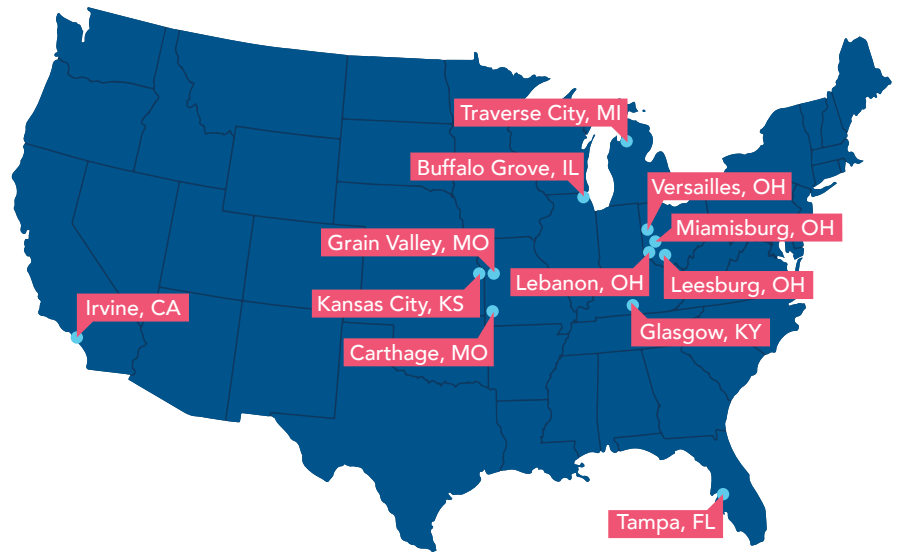 Traverse City, MI
Buffalo Grove, IL
Versailles, OH
Miamisburg, OH
Grain Valley, MO
Lebanon, OH
Leesburg, OH
Kansas City, KS
Irvine, CA
Glasgow, KY
Carthage, MO
Tampa, FL